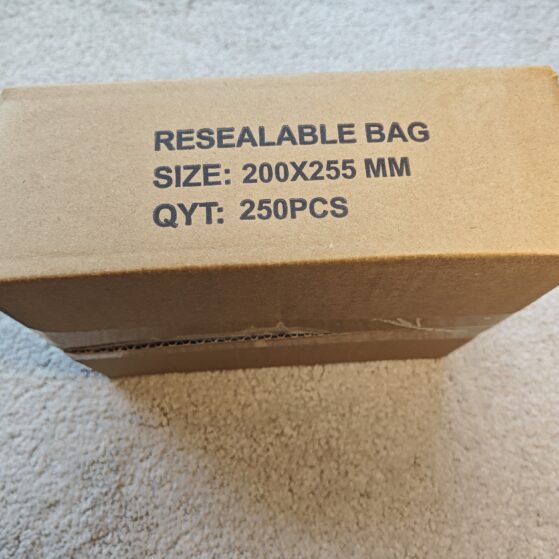 RESEALABLE BAG
SIZE: 200X255 MM
QYT: 250PCS